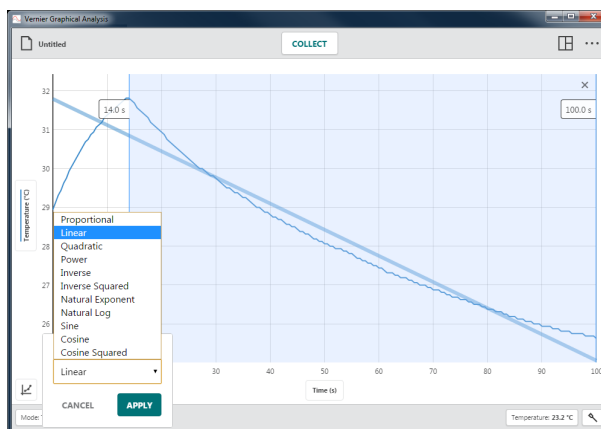 Vernier Graphical Analysis
Untitled
COLLECT
32
31
30
29
28
26
14.0 s
100.0 s
Temperature (°C)
Proportional
Linear
Quadratic
Power
Inverse
Inverse Squared
Natural Exponent
Natural Log
Sine
Cosine
Cosine Squared
Linear
30
40
50
60
70
80
90
100
Time (s)
CANCEL
APPLY
Mode:
Temperature: 23.2 °C